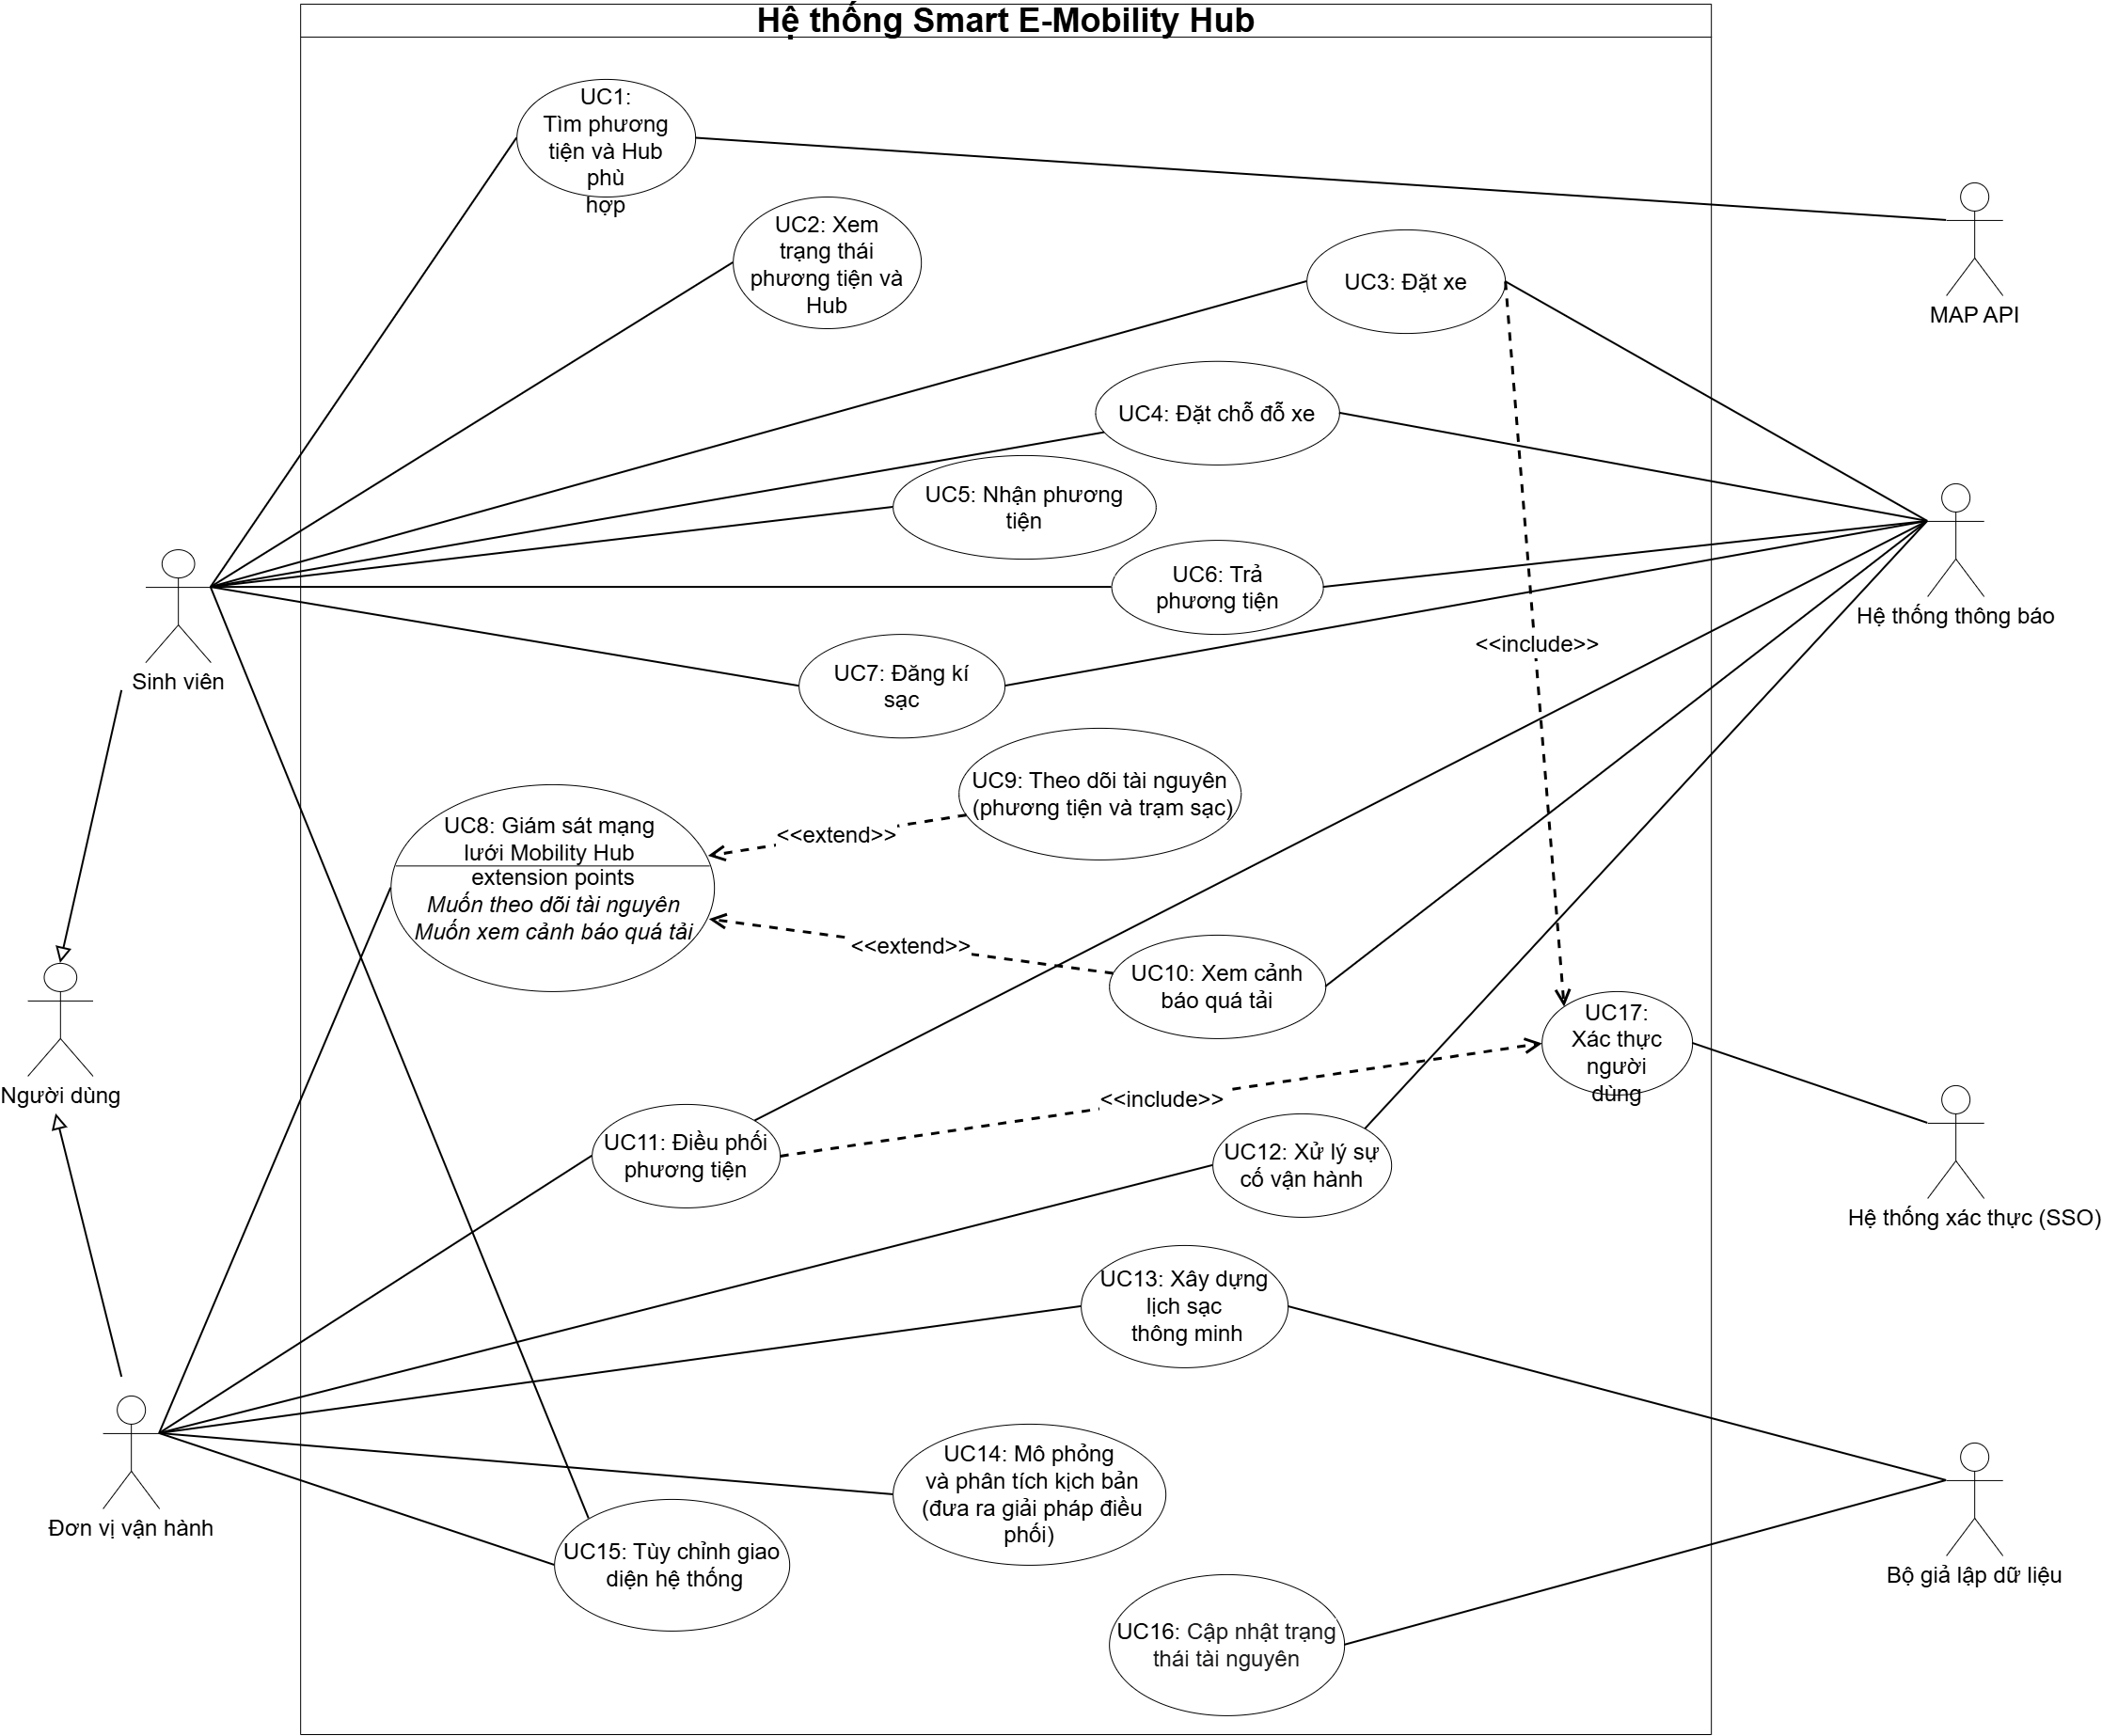 Hệ thống Smart E-Mobility Hub
UC1:
Tìm phương
tiện và Hub
phù
hợp
UC2: Xem
trạng thái
phương tiện và
Hub
UC3: Đặt xe
MAP API
UC4: Đặt chỗ đỗ xe
UC5: Nhận phương
tiện
UC6: Trả
phương tiện
Hệ thống thông báo
<<include>>
Sinh viên
UC7: Đăng kí
sạc
UC9: Theo dõi tài nguyên
(phương tiện và trạm sạc)
<<extend>>
UC8: Giám sát mạng
lưới Mobility Hub
extension points
Muốn theo dõi tài nguyên
Muốn xem cảnh báo quá tải
<<extend>>
UC10: Xem cảnh
báo quá tải
UC17:
Xác thực
người
dùng
Người dùng
<<include>>
UC11: Điều phối
phương tiện
UC12: Xử lý sự
cố vận hành
Hệ thống xác thực (SSO)
UC13: Xây dựng
lịch sạc
thông minh
UC14: Mô phỏng
và phân tích kịch bản
(đưa ra giải pháp điều
phối)
Đơn vị vận hành
UC15: Tùy chỉnh giao
diện hệ thống
Bộ giả lập dữ liệu
UC16: Cập nhật trạng
thái tài nguyên